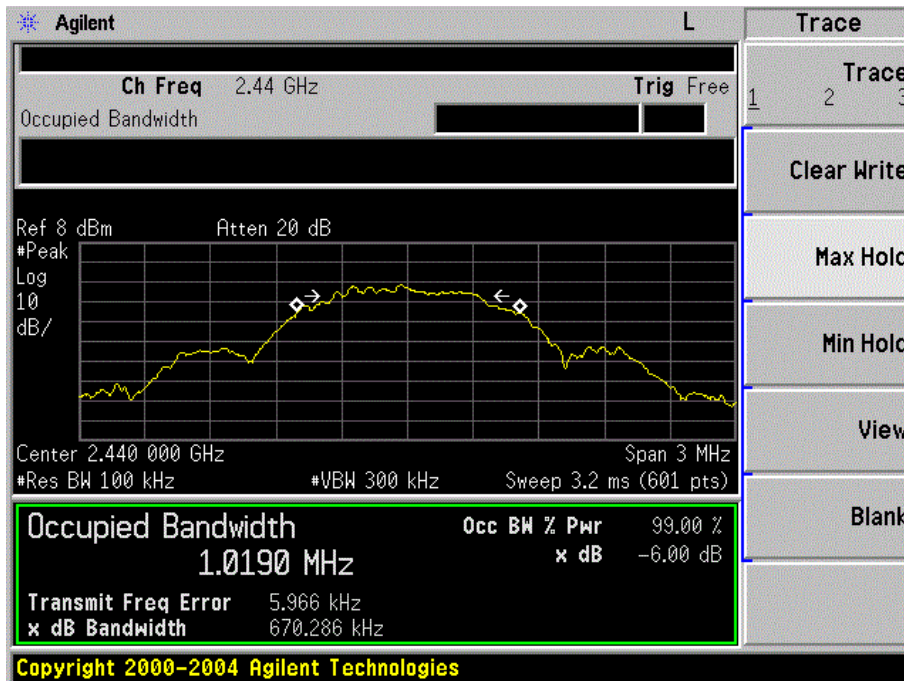 Agilent L Trace
Ch Freq 2.44 GHz Trig Free
Occupied Bandwidth
Trace
1 2 3
Clear Write
Max Hold
Min Hold
View
Blank
Ref 8 dBm Atten 20 dB
#Peak
Log
10
dB/
Center 2.440 000 GHz Span 3 MHz
#Res BW 100 kHz #VBW 300 kHz Sweep 3.2 ms (601 pts)
Occupied Bandwidth Occ BW % Pwr 99.00 %
1.0190 MHz x dB -6.00 dB
Transmit Freq Error 5.966 kHz
x dB Bandwidth 670.286 kHz
Copyright 2000-2004 Agilent Technologies